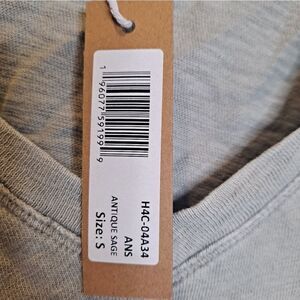 1 96077 59199 9
H4C-04A34
ANS
ANTIQUE SAGE
Size: S